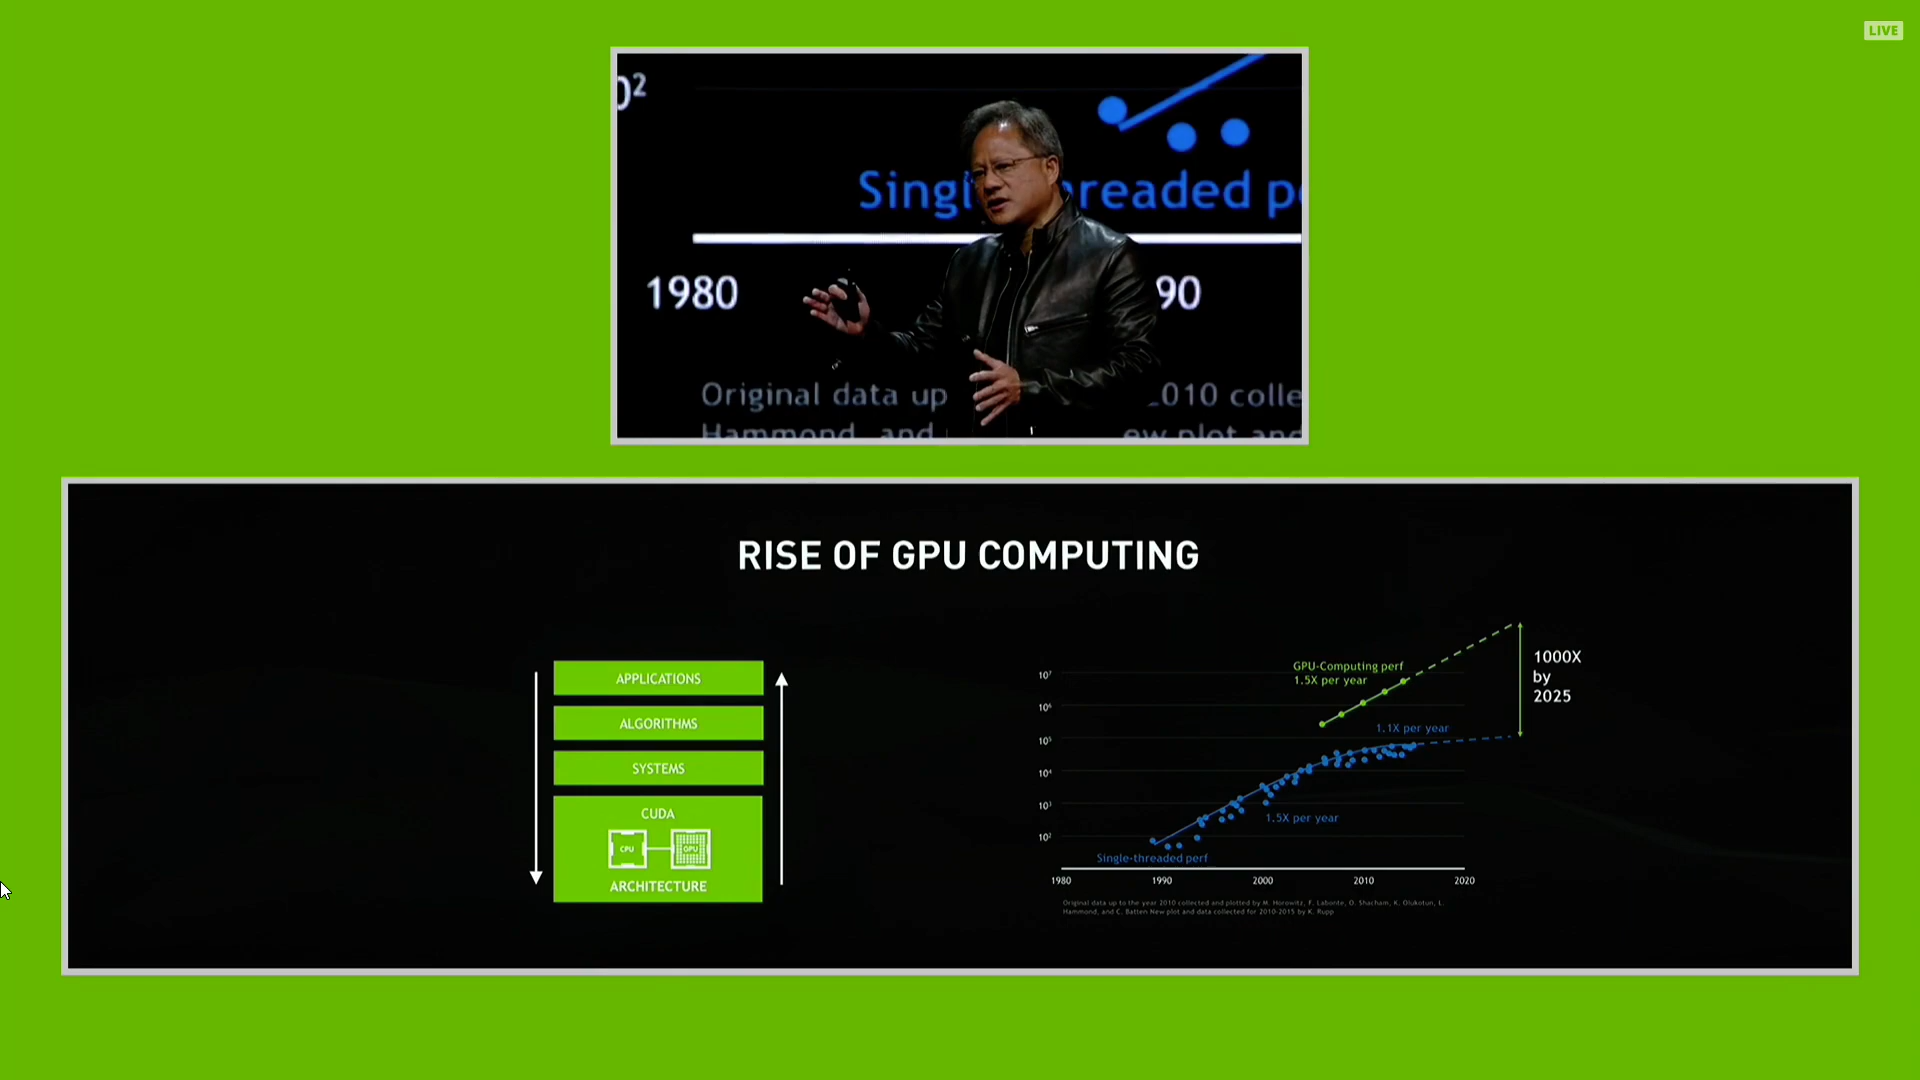 LIVE
0²
Singl
hreaded p
1980
90
Original data up
2010 colle
Hammond, and
ew plot and
RISE OF GPU COMPUTING
APPLICATIONS
ALGORITHMS
SYSTEMS
CUDA
CPU
GPU
ARCHITECTURE
GPU-Computing perf
1.5X per year
1000X
by
2025
10⁷
10⁶
10⁵
10⁴
10³
10²
1.1X per year
1.5X per year
Single-threaded perf
1980
1990
2000
2010
2020
Original data up to the year 2010 collected and plotted by M. Horowitz, F. Labonte, O. Shacham, K. Olukotun, L.
Hammond, and C. Batten New plot and data collected for 2010-2015 by K. Rupp